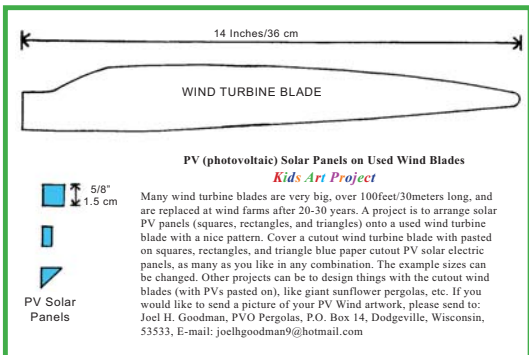 14 Inches/36 cm
WIND TURBINE BLADE
PV (photovoltaic) Solar Panels on Used Wind Blades
Kids Art Project
5/8"
1.5 cm
PV Solar
Panels
Many wind turbine blades are very big, over 100feet/30meters long, and
are replaced at wind farms after 20-30 years. A project is to arrange solar
PV panels (squares, rectangles, and triangles) onto a used wind turbine
blade with a nice pattern. Cover a cutout wind turbine blade with pasted
on squares, rectangles, and triangle blue paper cutout PV solar electric
panels, as many as you like in any combination. The example sizes can
be changed. Other projects can be to design things with the cutout wind
blades (with PVs pasted on), like giant sunflower pergolas, etc. If you
would like to send a picture of your PV Wind artwork, please send to:
Joel H. Goodman, PVO Pergolas, P.O. Box 14, Dodgeville, Wisconsin,
53533, E-mail: joelhgoodman9@hotmail.com